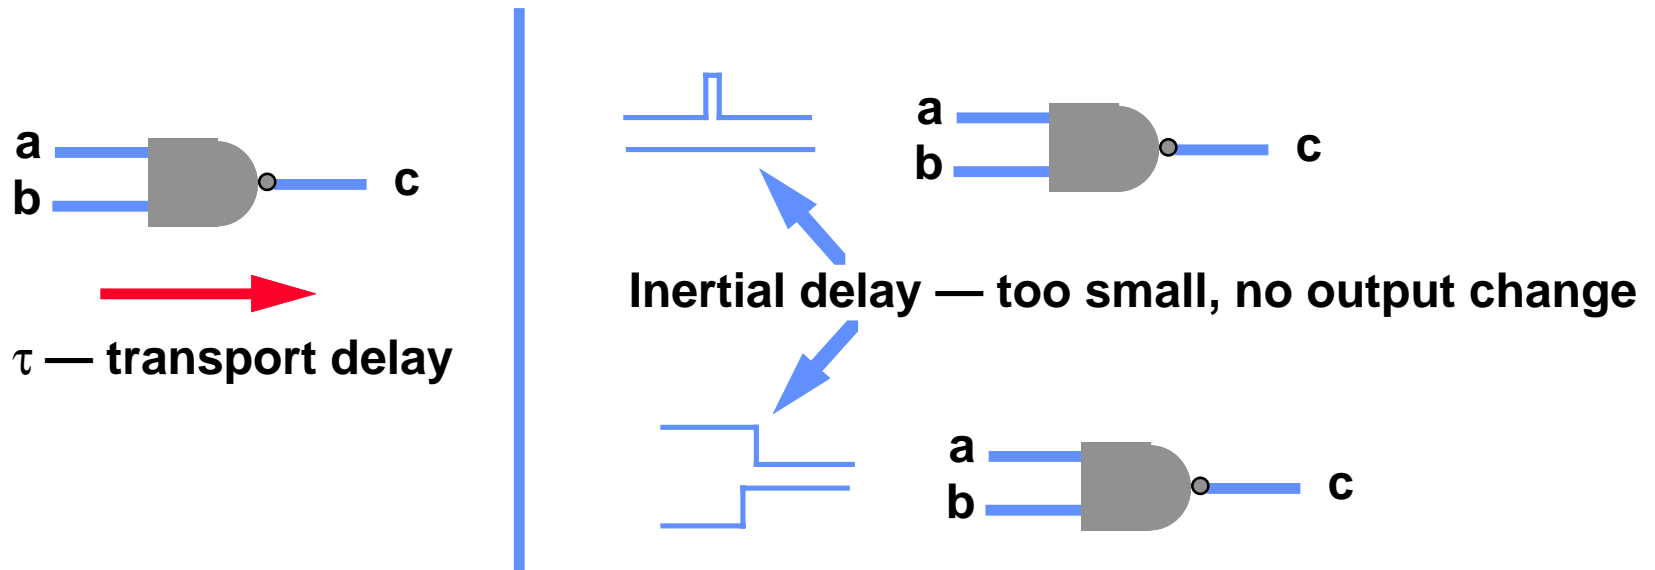 a
b
c
τ — transport delay
a
b
c
Inertial delay — too small, no output change
a
b
c